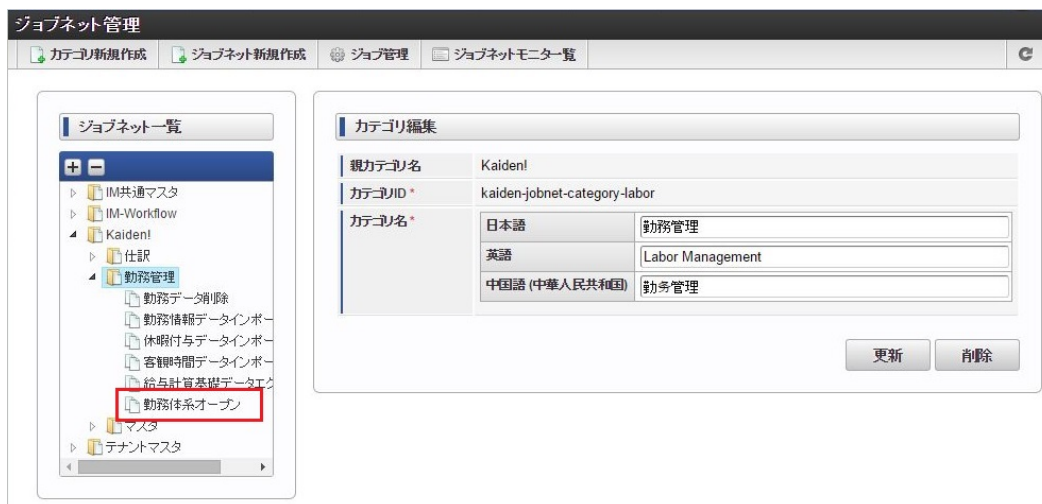 ジョブネット管理
カテゴリ新規作成 ジョブネット新規作成 ジョブ管理 ジョブネットモニター覧
ジョブネット一覧
IM共通マスタ
IM-Workflow
Kaiden!
仕訳
勤務管理
勤務データ削除
勤務情報データインポー
休暇付与データインポー
客観時間データインポー
給与計算基礎データエク
勤務体系オープン
マスタ
テナントマスタ
カテゴリ編集
親カテゴリ名 Kaiden!
カテゴリID * kaiden-jobnet-category-labor
カテゴリ名 * 日本語 勤務管理
英語 Labor Management
中国語 (中華人民共和国) 勤务管理
更新 削除